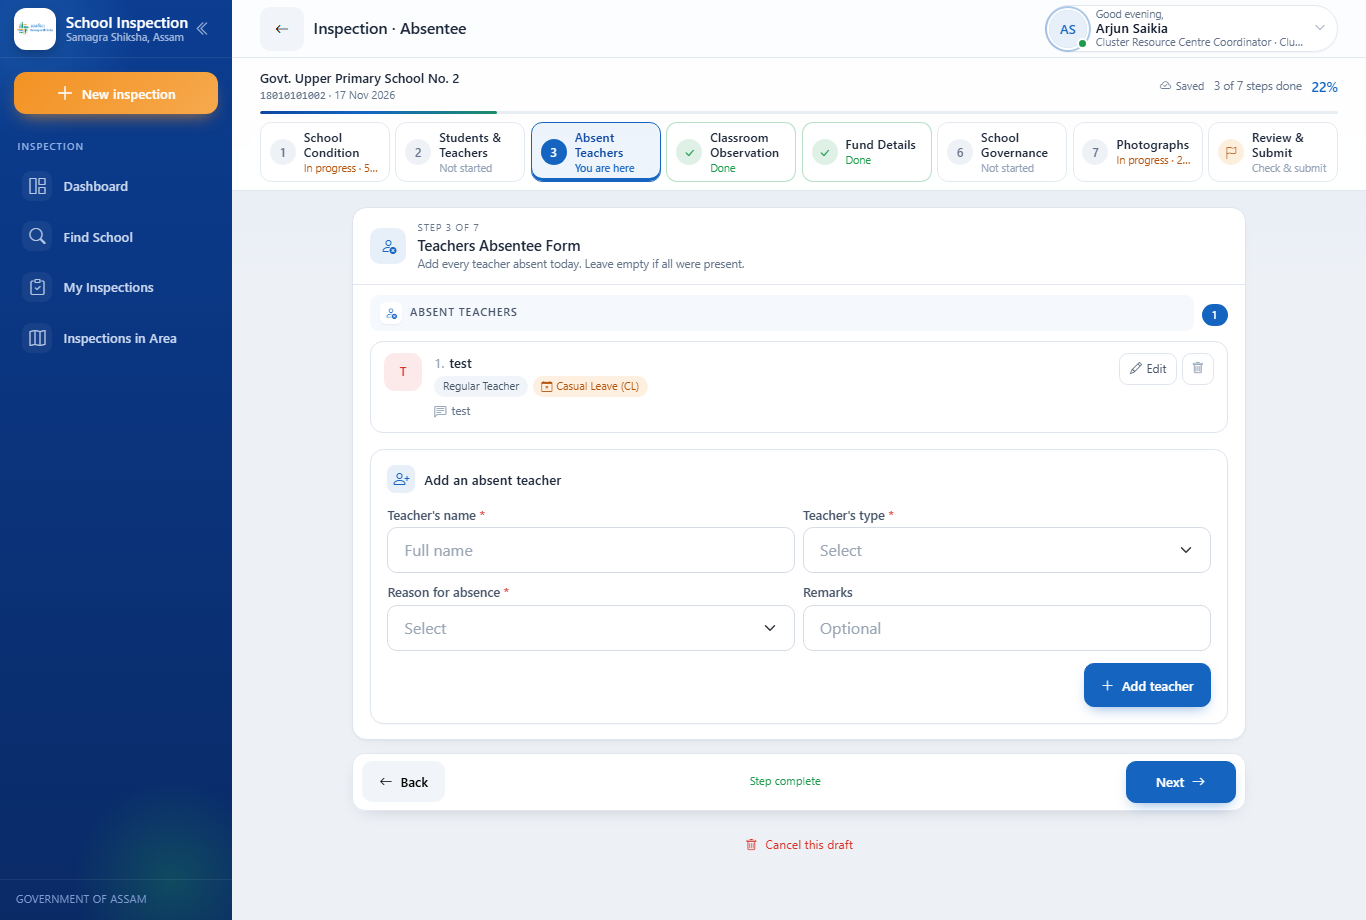 School Inspection
Samagra Shiksha, Assam
New inspection
INSPECTION
Dashboard
Find School
My Inspections
Inspections in Area
GOVERNMENT OF ASSAM
Inspection · Absentee
AS
Good evening,
Arjun Saikia
Cluster Resource Centre Coordinator · Clu...
Govt. Upper Primary School No. 2
18010101002 · 17 Nov 2026
Saved 3 of 7 steps done 22%
1 School Condition
In progress · 5...
2 Students & Teachers
Not started
3 Absent Teachers
You are here
Classroom Observation
Done
Fund Details
Done
6 School Governance
Not started
7 Photographs
In progress · 2...
Review & Submit
Check & submit
STEP 3 OF 7
Teachers Absentee Form
Add every teacher absent today. Leave empty if all were present.
ABSENT TEACHERS
1
T
1. test
Regular Teacher Casual Leave (CL)
test
Edit
Add an absent teacher
Teacher's name *
Full name
Teacher's type *
Select
Reason for absence *
Select
Remarks
Optional
Add teacher
Back
Step complete
Next
Cancel this draft